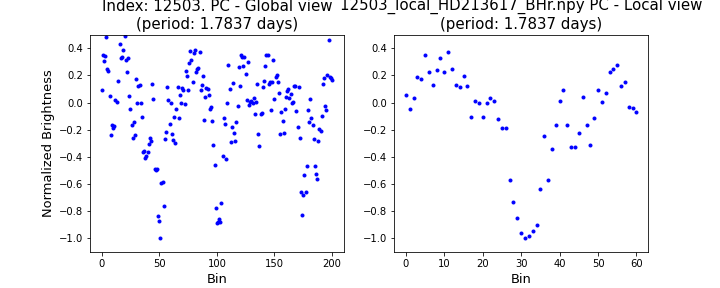 Index: 12503. PC - Global view
(period: 1.7837 days)
12503_local_HD213617_BHr.npy PC - Local view
(period: 1.7837 days)
Normalized Brightness
0.4
0.2
0.0
−0.2
−0.4
−0.6
−0.8
−1.0
0 50 100 150 200
Bin
0.4
0.2
0.0
−0.2
−0.4
−0.6
−0.8
−1.0
0 10 20 30 40 50 60
Bin